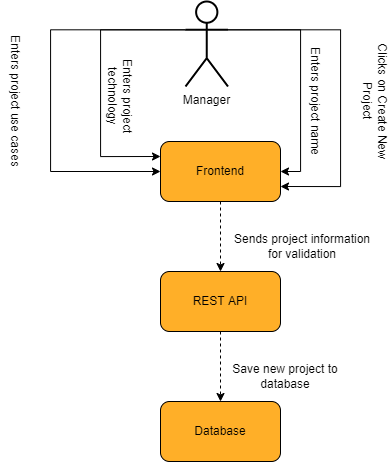 Manager
Enters project use cases
Enters project
technology
Enters project name
Clicks on Create New
Project
Frontend
Sends project information
for validation
REST API
Save new project to
database
Database